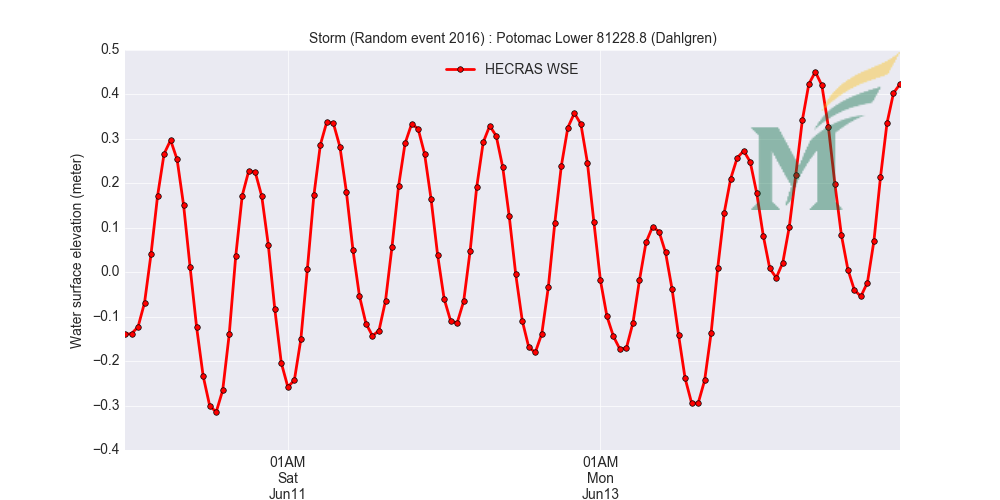 Storm (Random event 2016) : Potomac Lower 81228.8 (Dahlgren)
HECRAS WSE
Water surface elevation (meter)
0.5
0.4
0.3
0.2
0.1
0.0
−0.1
−0.2
−0.3
−0.4
01AM
Sat
Jun11
01AM
Mon
Jun13
M